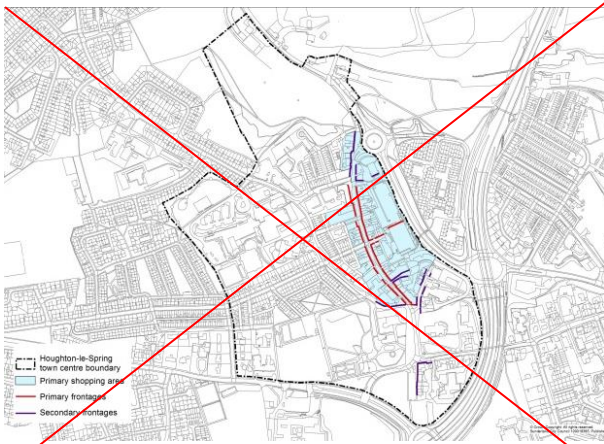 Houghton-le-Spring
town centre boundary
Primary shopping area
Primary frontages
Secondary frontages